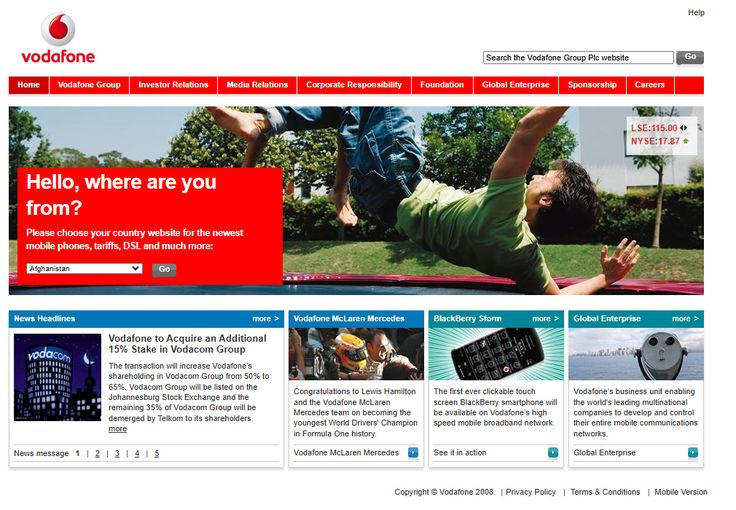 Help
vodafone
Search the Vodafone Group Plc website
Go
Home
Vodafone Group
Investor Relations
Media Relations
Corporate Responsibility
Foundation
Global Enterprise
Sponsorship
Careers
LSE:115.00
NYSE:17.87
Hello, where are you
from?
Please choose your country website for the newest
mobile phones, tariffs, DSL and much more:
Afghanistan
Go
News Headlines
more >
vodacom
Vodafone to Acquire an Additional
15% Stake in Vodacom Group
The transaction will increase Vodafone's
shareholding in Vodacom Group from 50% to
65%. Vodacom Group will be listed on the
Johannesburg Stock Exchange and the
remaining 35% of Vodacom Group will be
demerged by Telkom to its shareholders.
more
News message 1 | 2 | 3 | 4 | 5
Vodafone McLaren Mercedes
Congratulations to Lewis Hamilton
and the Vodafone McLaren
Mercedes team on becoming the
youngest World Drivers' Champion
in Formula One history.
Vodafone McLaren Mercedes
BlackBerry Storm
more >
The first ever clickable touch
screen BlackBerry smartphone will
be available on Vodafone's high
speed mobile broadband network.
See it in action
Global Enterprise
more >
Vodafone's business unit enabling
the world's leading multinational
companies to develop and control
their entire mobile communications
networks.
Global Enterprise
Copyright © Vodafone 2008. | Privacy Policy | Terms & Conditions | Mobile Version